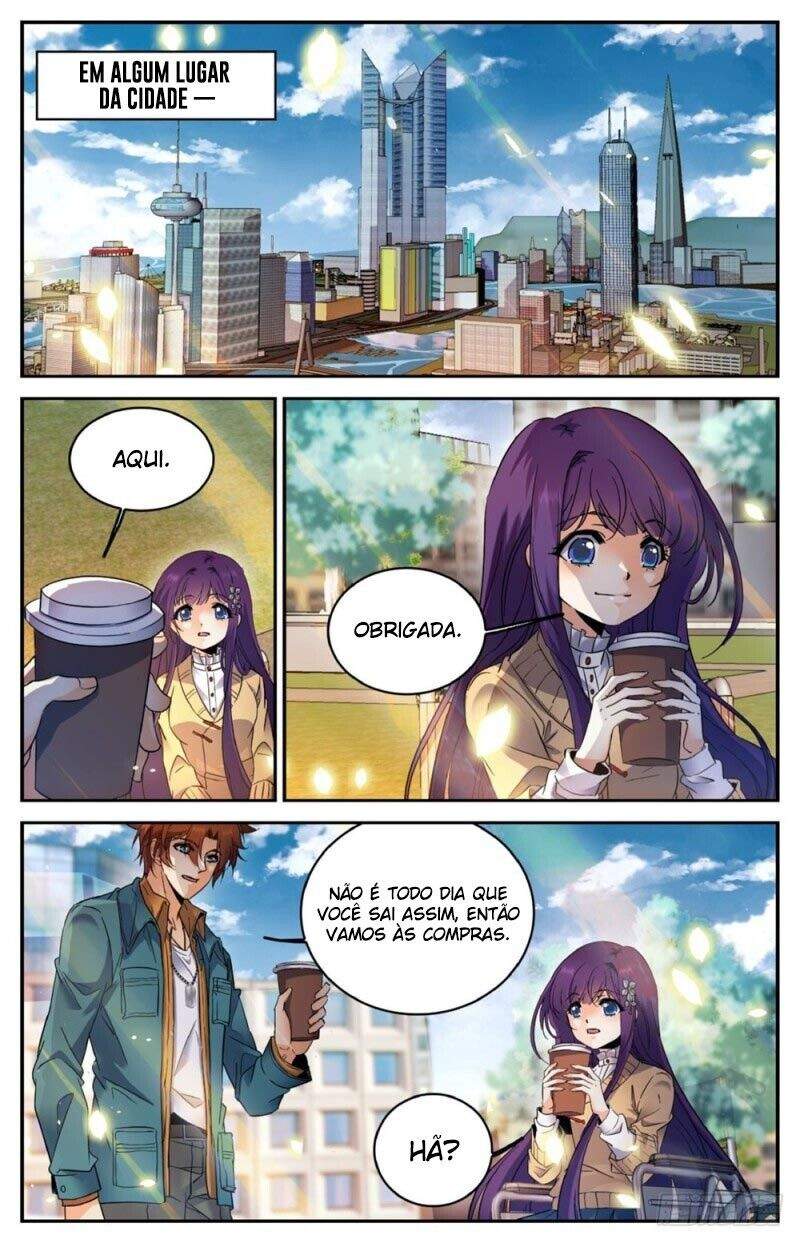 EM ALGUM LUGAR
DA CIDADE —
AQUI.
OBRIGADA.
NÃO É TODO DIA QUE
VOCÊ SAI ASSIM, ENTÃO
VAMOS ÀS COMPRAS.
HÃ?